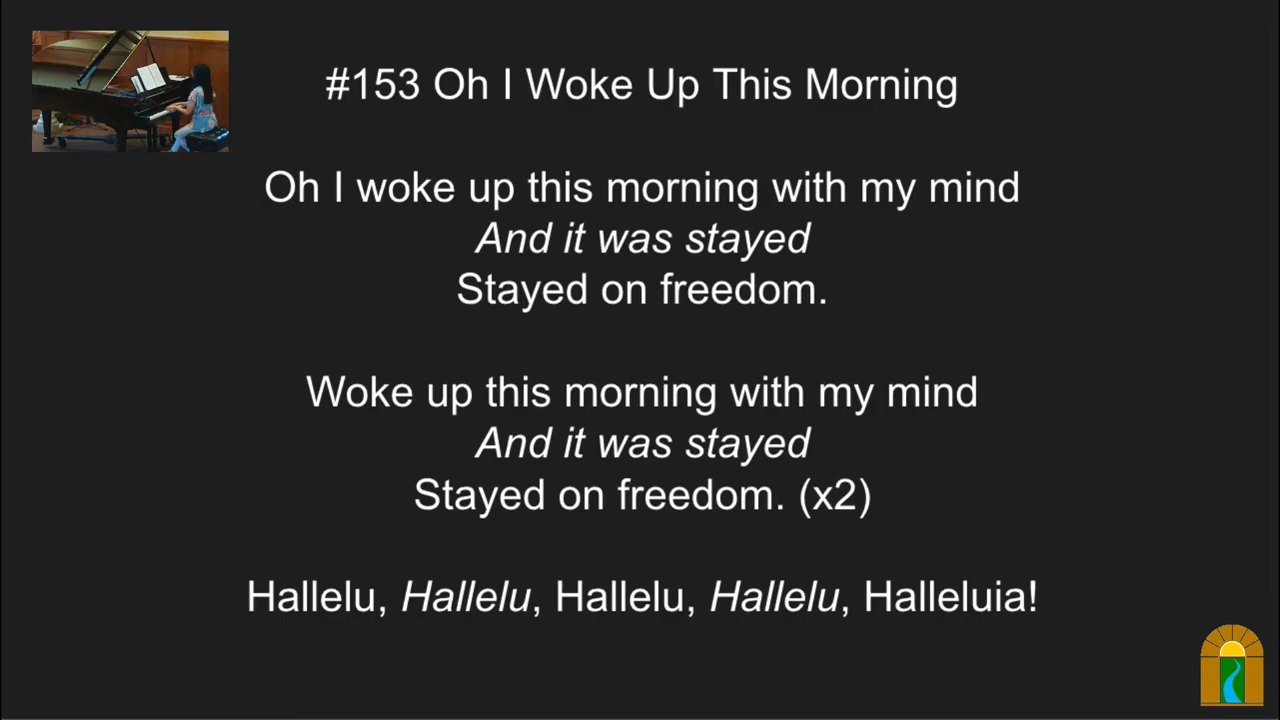 #153 Oh I Woke Up This Morning
Oh I woke up this morning with my mind
And it was stayed
Stayed on freedom.
Woke up this morning with my mind
And it was stayed
Stayed on freedom. (x2)
Hallelu, Hallelu, Hallelu, Hallelu, Halleluia!